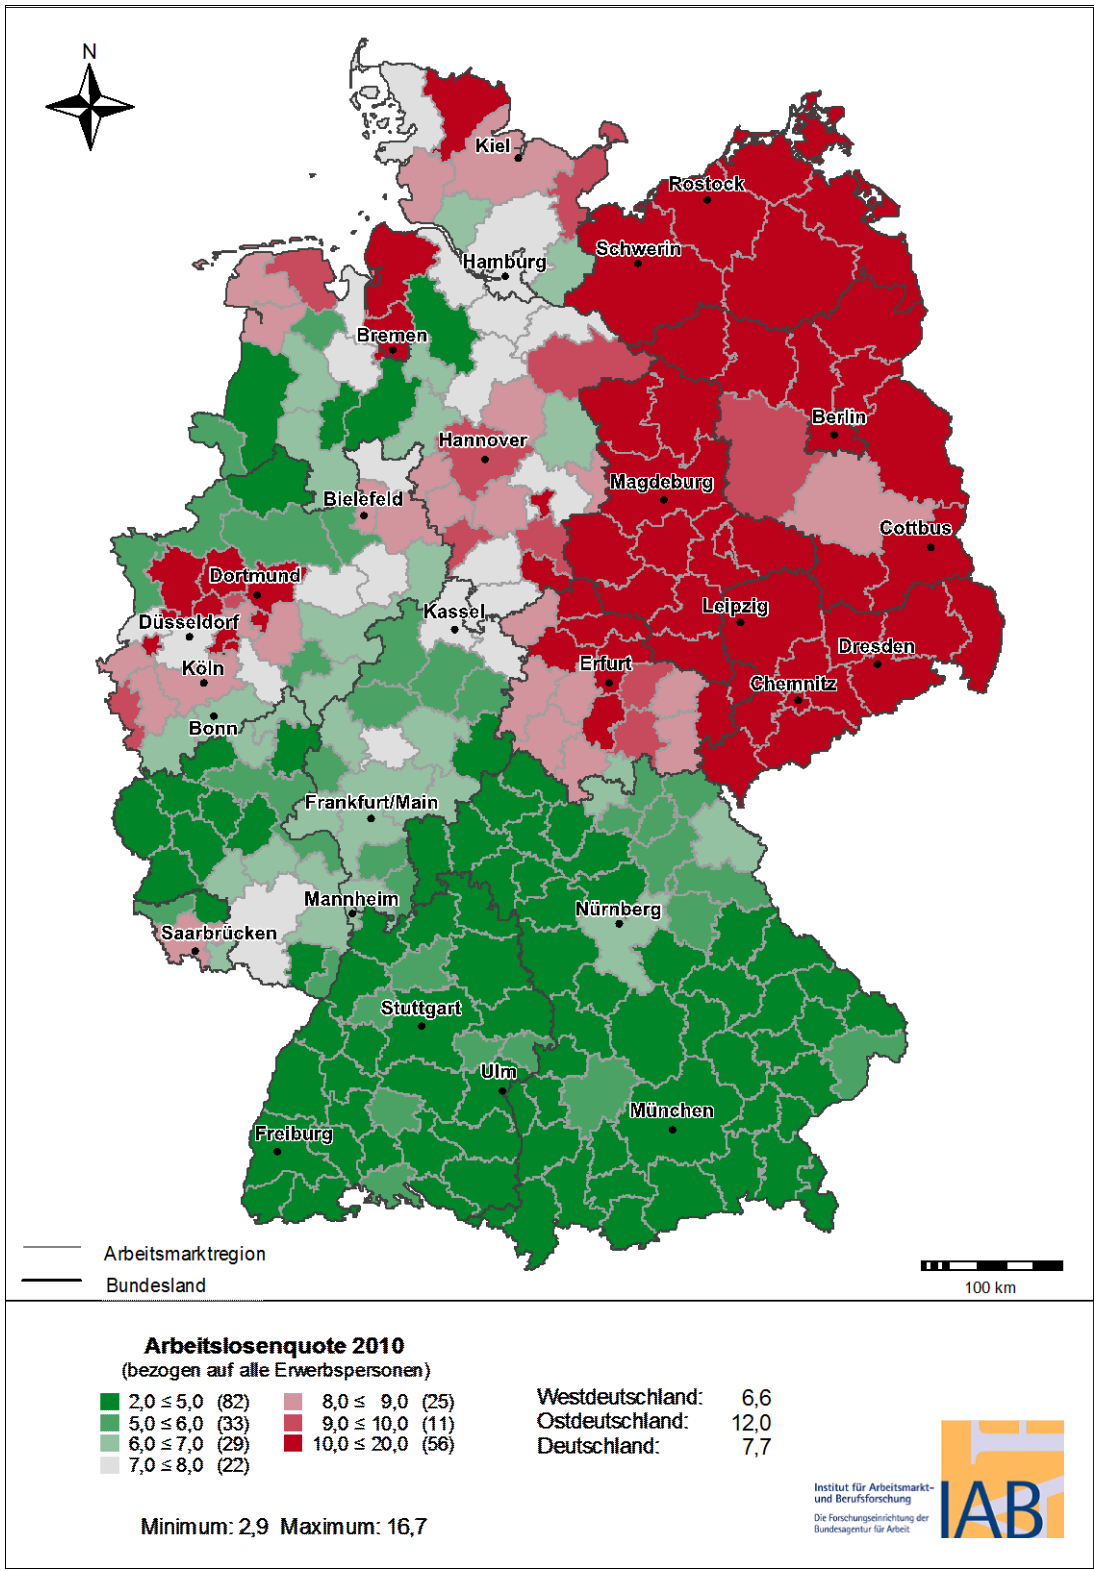 N
Kiel
Rostock
Schwerin
Hamburg
Bremen
Berlin
Hannover
Magdeburg
Bielefeld
Cottbus
Dortmund
Leipzig
Kassel
Düsseldorf
Dresden
Erfurt
Köln
Chemnitz
Bonn
Frankfurt/Main
Mannheim
Nürnberg
Saarbrücken
Stuttgart
Ulm
München
Freiburg
Arbeitsmarktregion
Bundesland
100 km
Arbeitslosenquote 2010
(bezogen auf alle Erwerbspersonen)
2,0 ≤ 5,0 (82)
5,0 ≤ 6,0 (33)
6,0 ≤ 7,0 (29)
7,0 ≤ 8,0 (22)
8,0 ≤ 9,0 (25)
9,0 ≤ 10,0 (11)
10,0 ≤ 20,0 (56)
Minimum: 2,9 Maximum: 16,7
Westdeutschland: 6,6
Ostdeutschland: 12,0
Deutschland: 7,7
Institut für Arbeitsmarkt-
und Berufsforschung
Die Forschungseinrichtung der
Bundesagentur für Arbeit
IAB